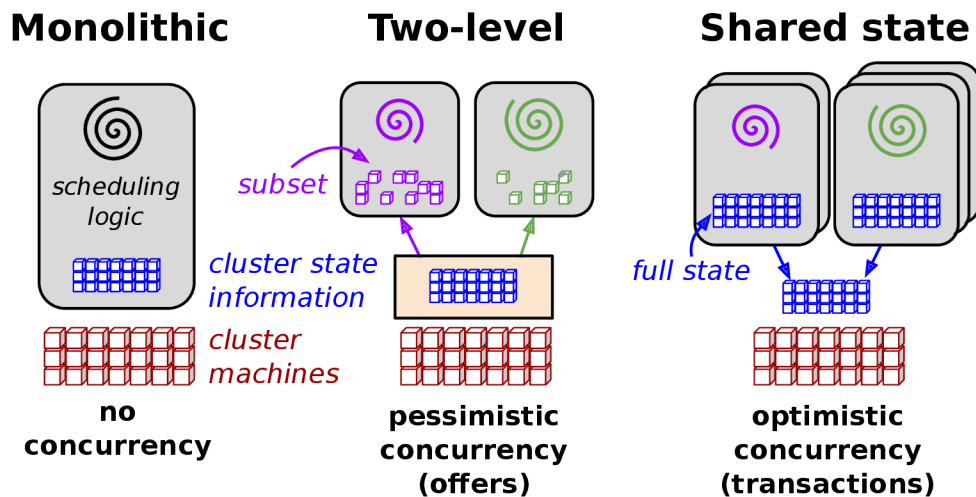 Monolithic
Two-level
Shared state
scheduling
logic
subset
cluster state
information
full state
cluster
machines
no
concurrency
pessimistic
concurrency
(offers)
optimistic
concurrency
(transactions)